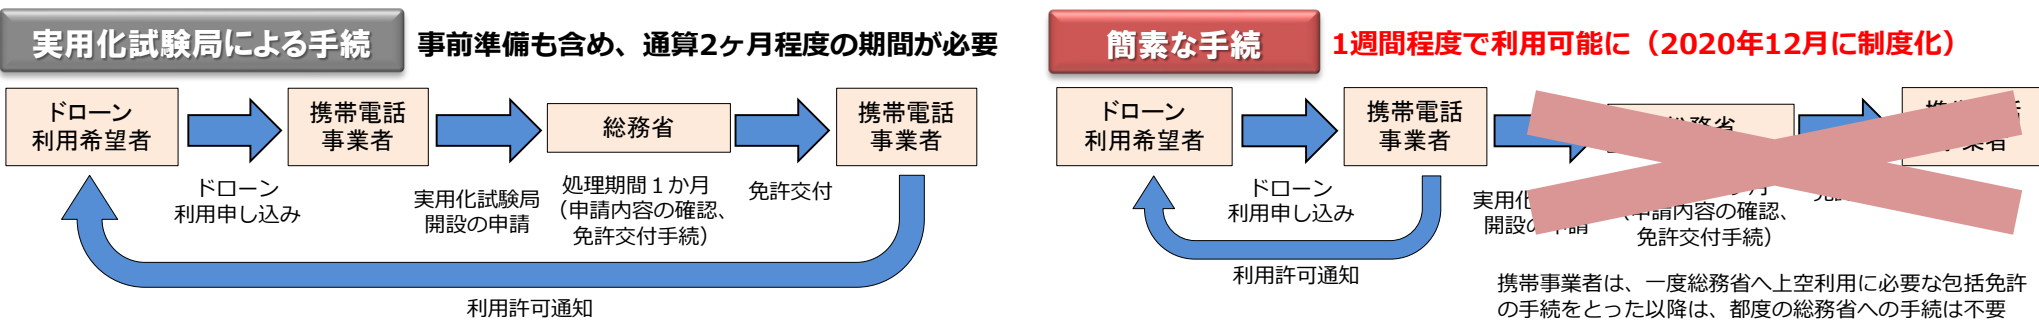 実用化試験局による手続
事前準備も含め、通算2ヶ月程度の期間が必要
ドローン
利用希望者
携帯電話
事業者
総務省
携帯電話
事業者
ドローン
利用申し込み
実用化試験局
開設の申請
処理期間１か月
（申請内容の確認、
免許交付手続）
免許交付
利用許可通知
簡素な手続
1週間程度で利用可能に（2020年12月に制度化）
ドローン
利用希望者
携帯電話
事業者
ドローン
利用申し込み
実用化
開設の申請
（申請内容の確認、
免許交付手続）
利用許可通知
携帯事業者は、一度総務省へ上空利用に必要な包括免許
の手続をとった以降は、都度の総務省への手続は不要